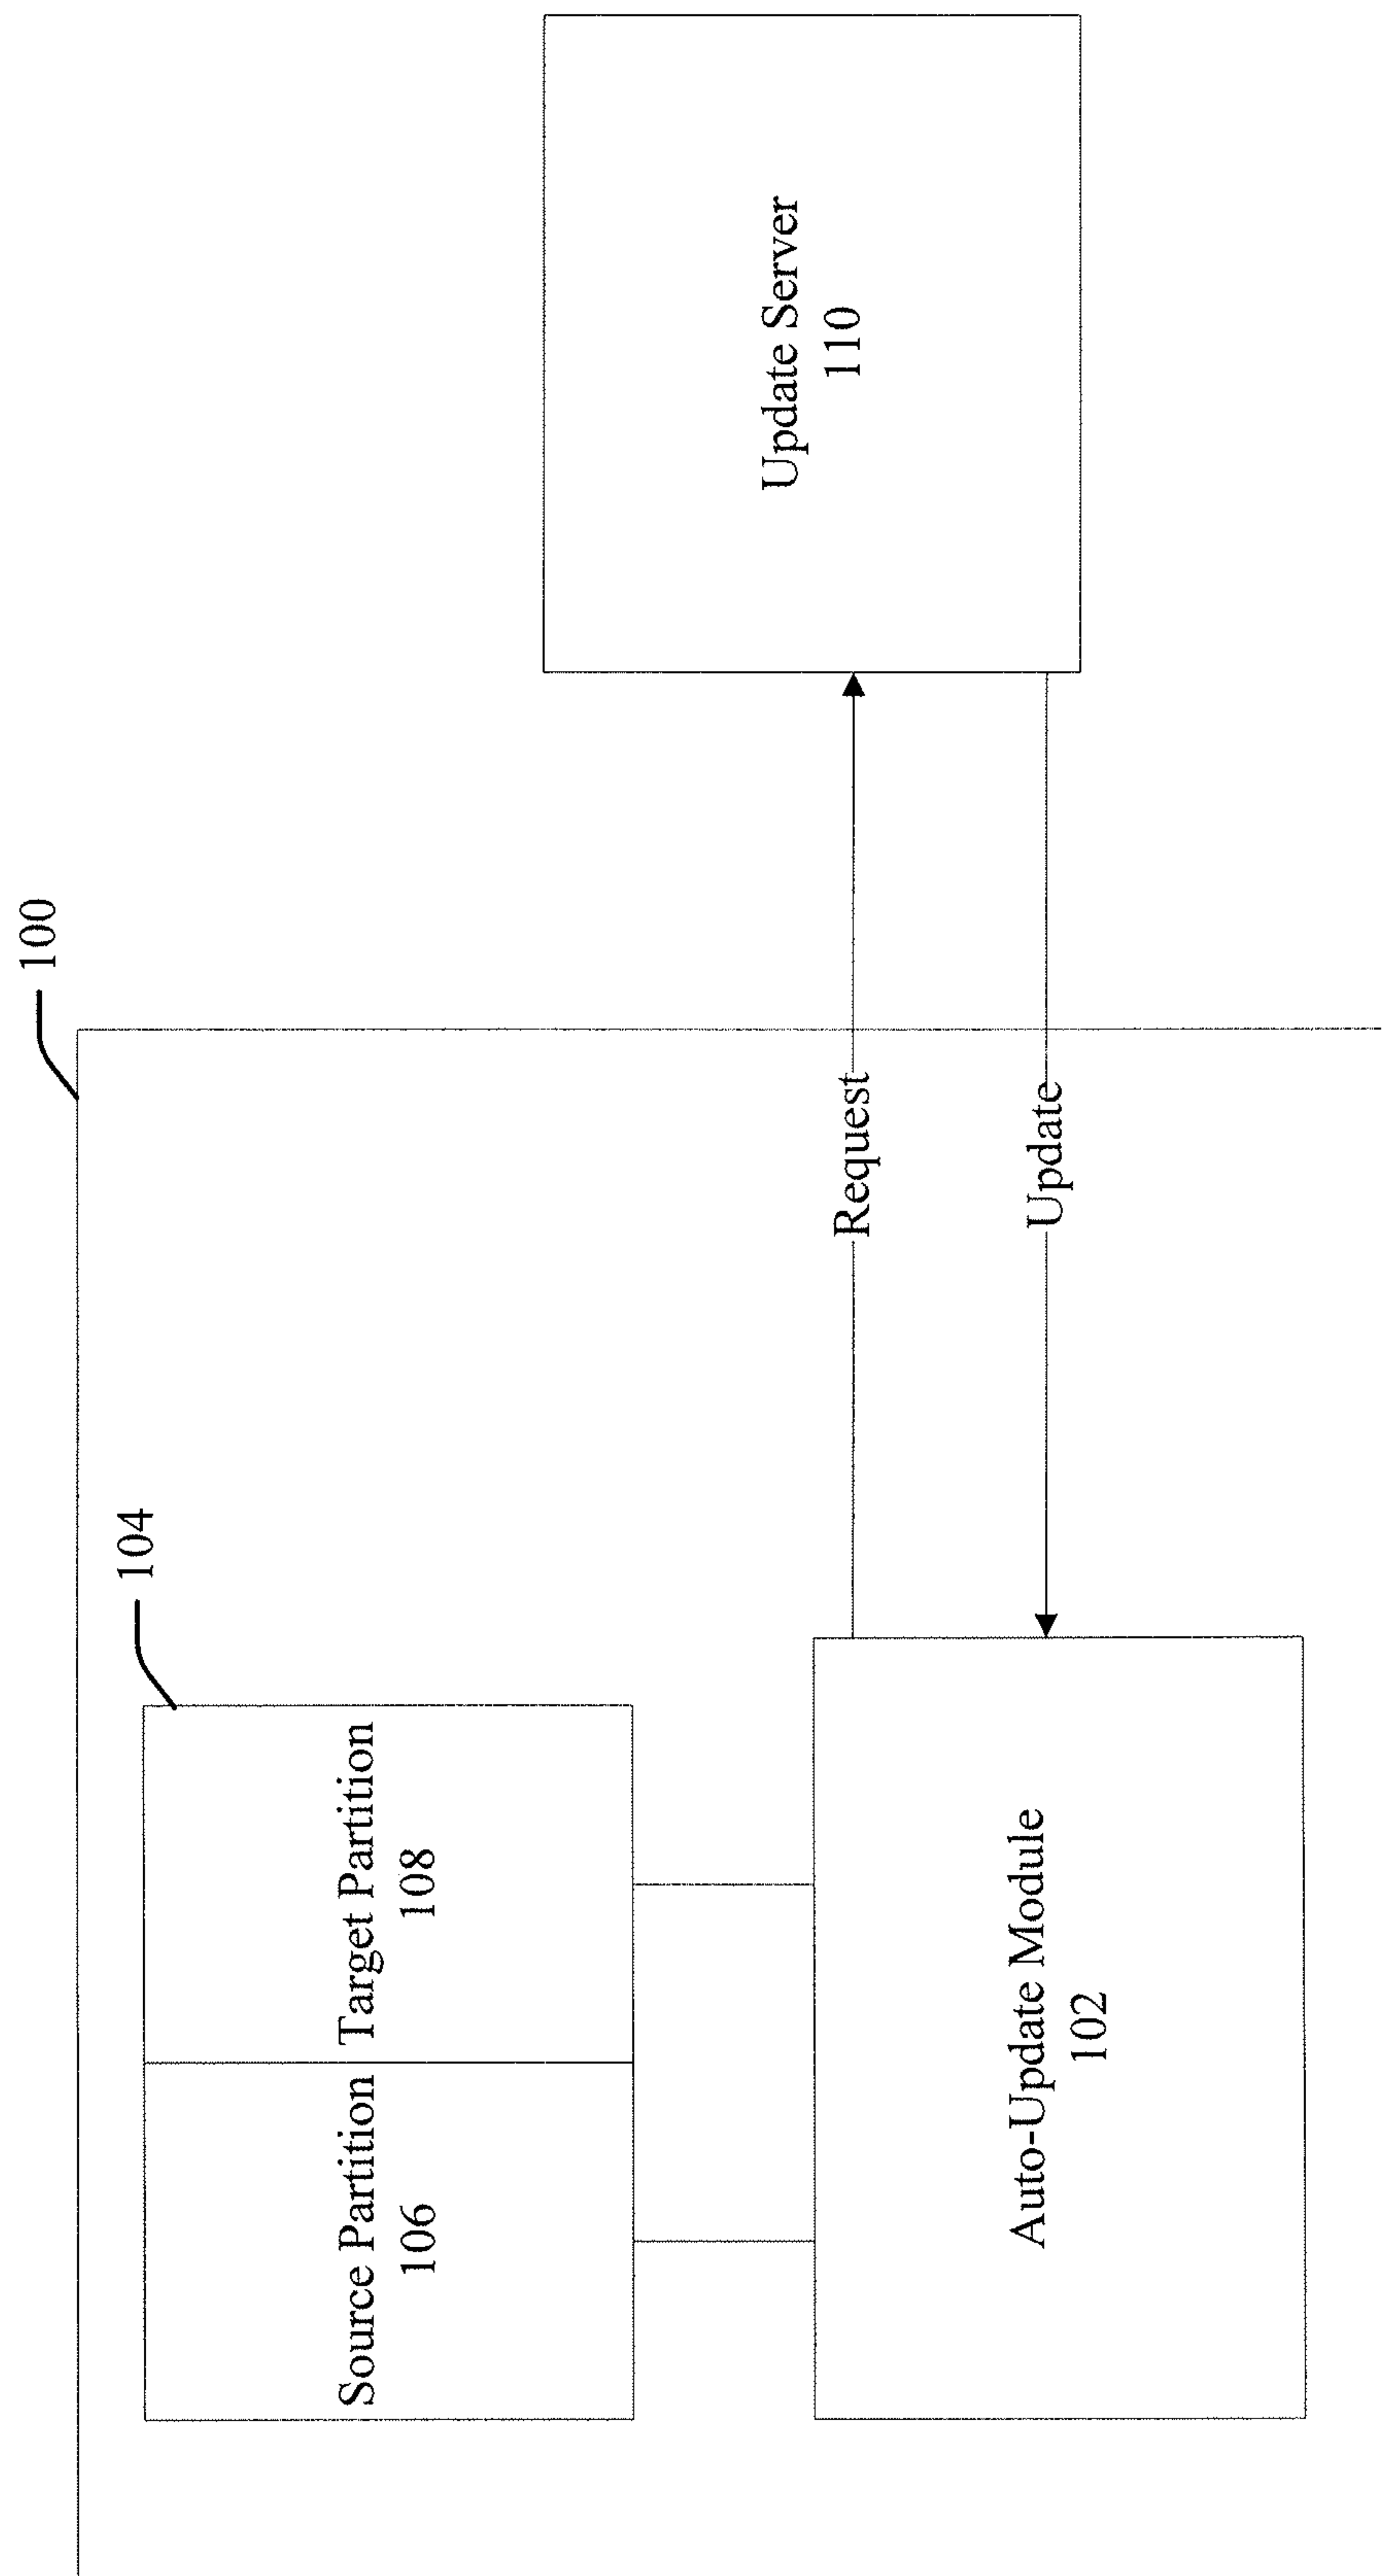 100
104
Source Partition
106
Target Partition
108
Auto-Update Module
102
Request
Update
Update Server
110